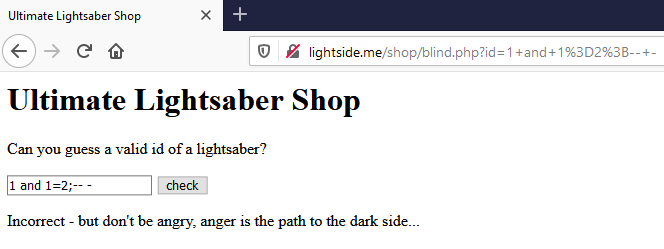 Ultimate Lightsaber Shop
lightside.me/shop/blind.php?id=1+and+1%3D2%3B--+-
Ultimate Lightsaber Shop
Can you guess a valid id of a lightsaber?
1 and 1=2;-- - check
Incorrect - but don't be angry, anger is the path to the dark side...